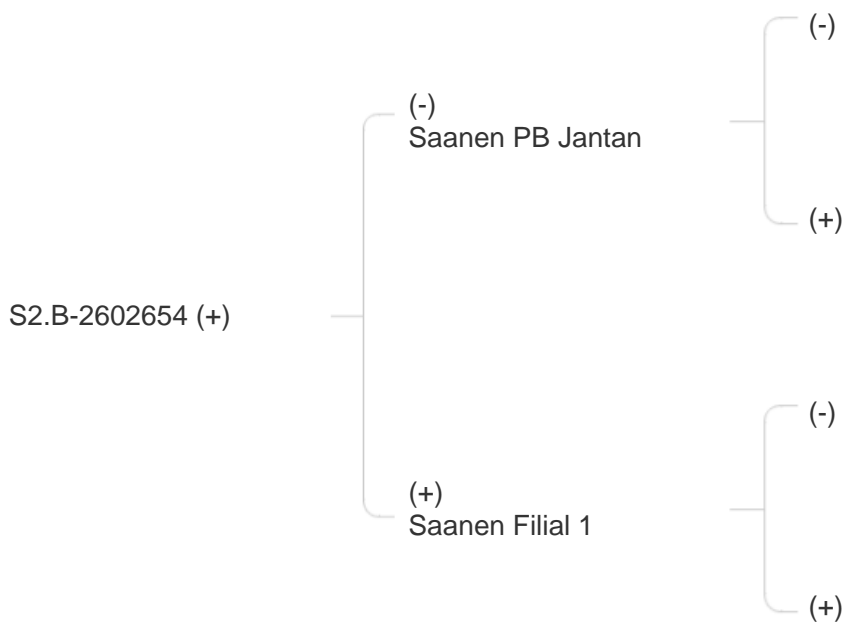 (-)
(-)
Saanen PB Jantan
(+)
S2.B-2602654 (+)
(-)
(+)
Saanen Filial 1
(+)